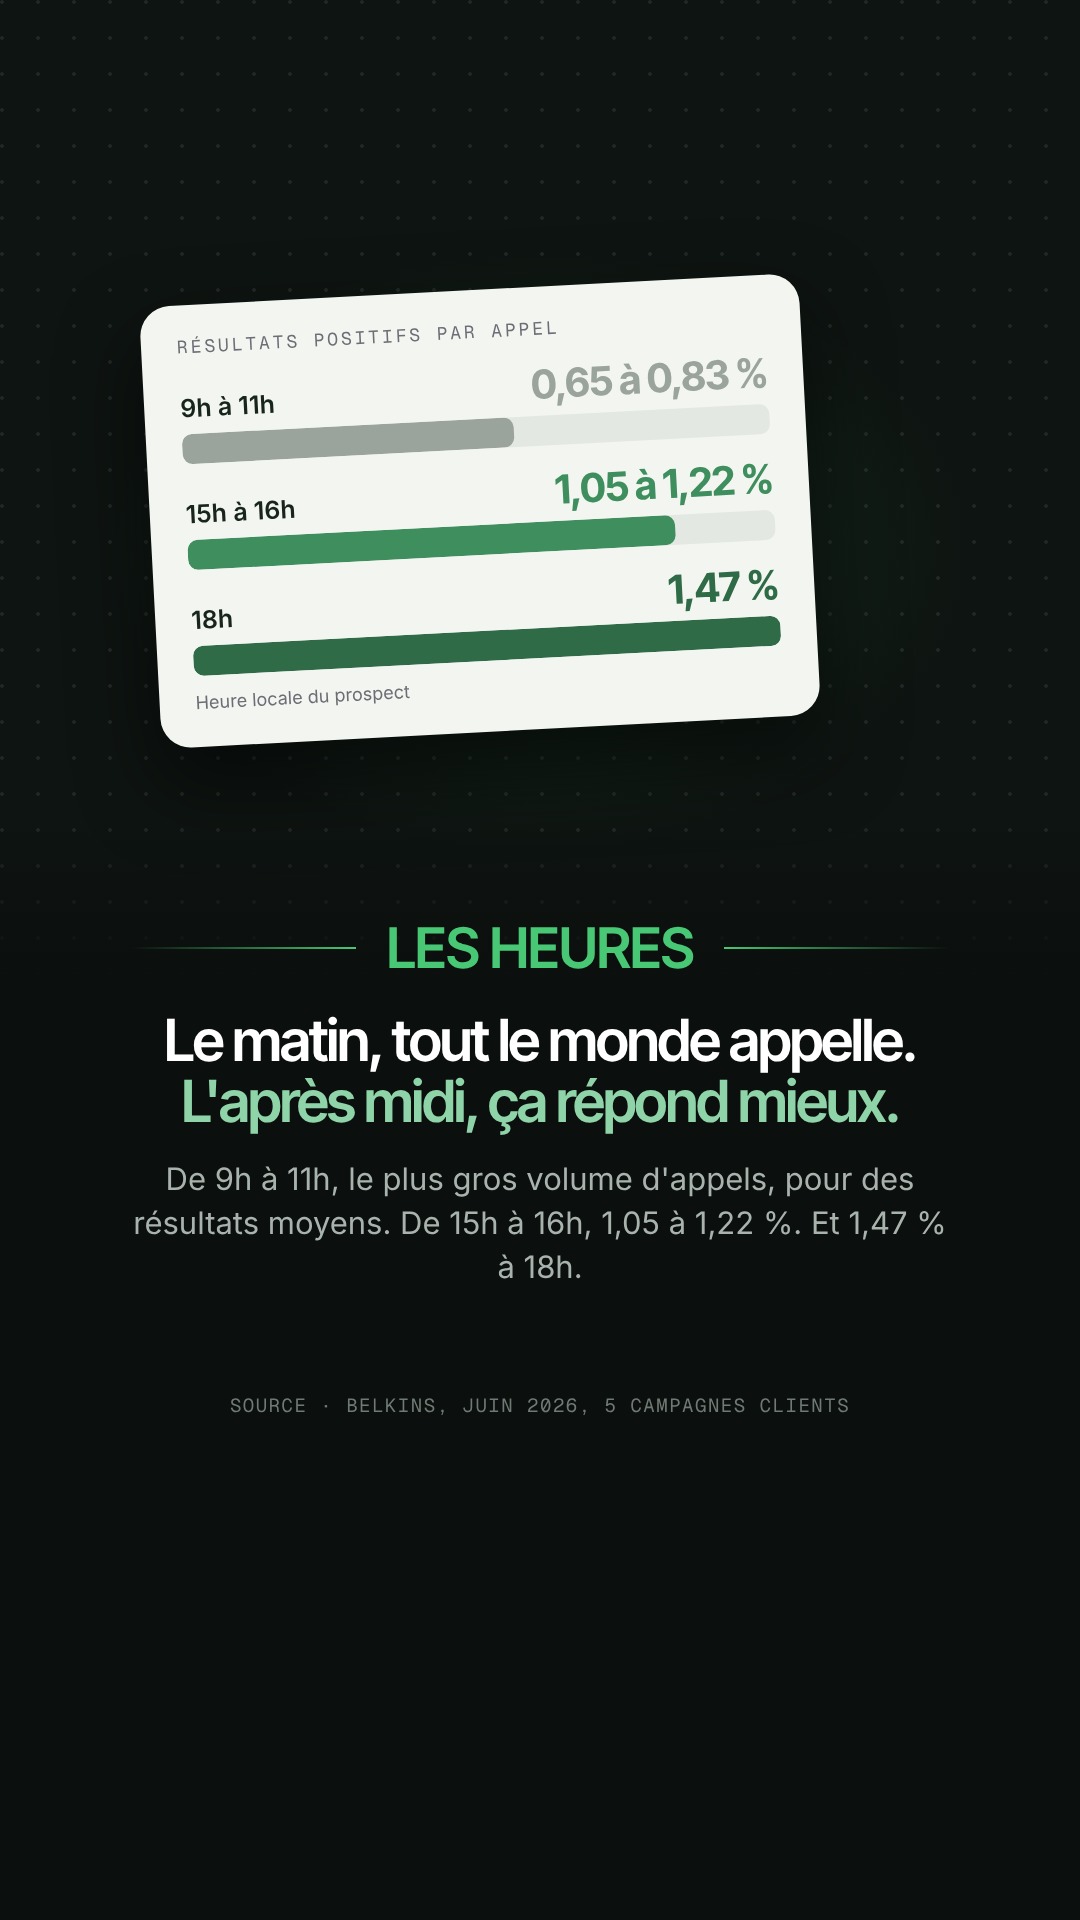 RÉSULTATS POSITIFS PAR APPEL
9h à 11h
0,65 à 0,83 %
15h à 16h
1,05 à 1,22 %
18h
1,47 %
Heure locale du prospect
LES HEURES
Le matin, tout le monde appelle.
L'après midi, ça répond mieux.
De 9h à 11h, le plus gros volume d'appels, pour des
résultats moyens. De 15h à 16h, 1,05 à 1,22 %. Et 1,47 %
à 18h.
SOURCE · BELKINS, JUIN 2026, 5 CAMPAGNES CLIENTS